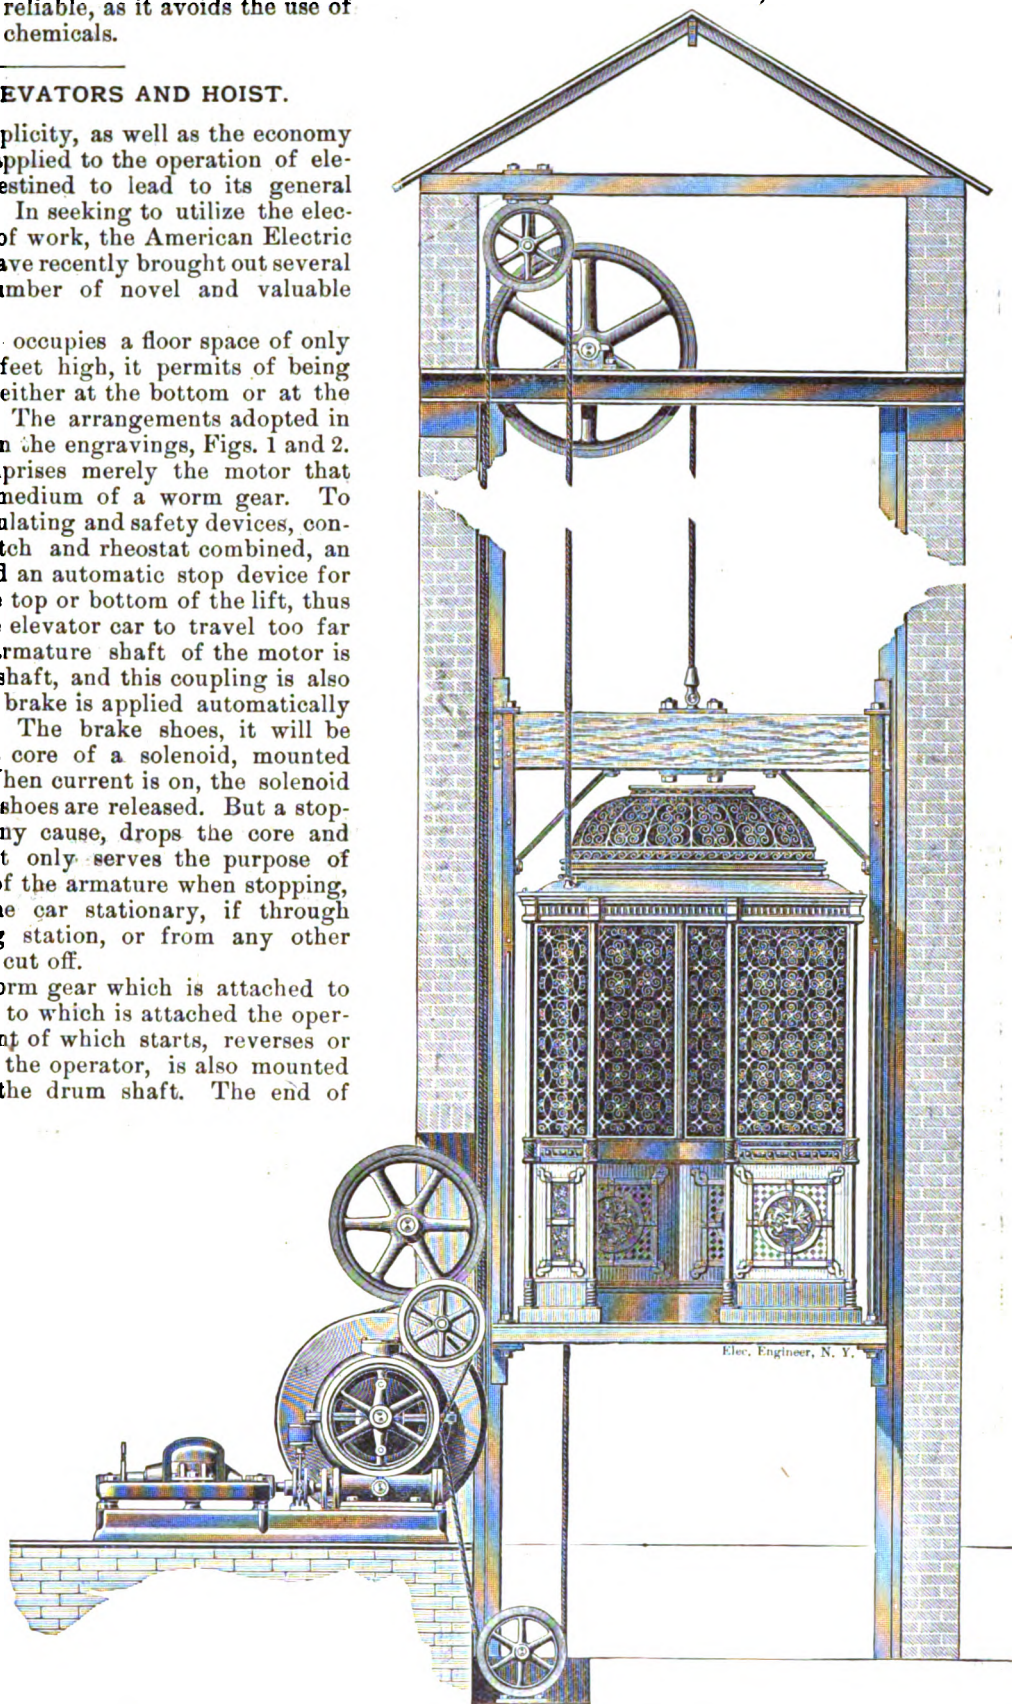 reliable, as it avoids the use of
chemicals.
EVATORS AND HOIST.
plicity, as well as the economy
applied to the operation of ele-
estined to lead to its general
In seeking to utilize the elec-
of work, the American Electric
ave recently brought out several
umber of novel and valuable
occupies a floor space of only
feet high, it permits of being
either at the bottom or at the
The arrangements adopted in
n the engravings, Figs. 1 and 2.
prises merely the motor that
medium of a worm gear. To
ulating and safety devices, con-
tch and rheostat combined, an
d an automatic stop device for
top or bottom of the lift, thus
elevator car to travel too far
armature shaft of the motor is
shaft, and this coupling is also
brake is applied automatically
The brake shoes, it will be
core of a solenoid, mounted
When current is on, the solenoid
shoes are released. But a stop-
ny cause, drops the core and
t only serves the purpose of
of the armature when stopping,
e car stationary, if through
g station, or from any other
cut off.
orm gear which is attached to
to which is attached the oper-
nt of which starts, reverses or
the operator, is also mounted
the drum shaft. The end of
Elec. Engineer, N. Y.